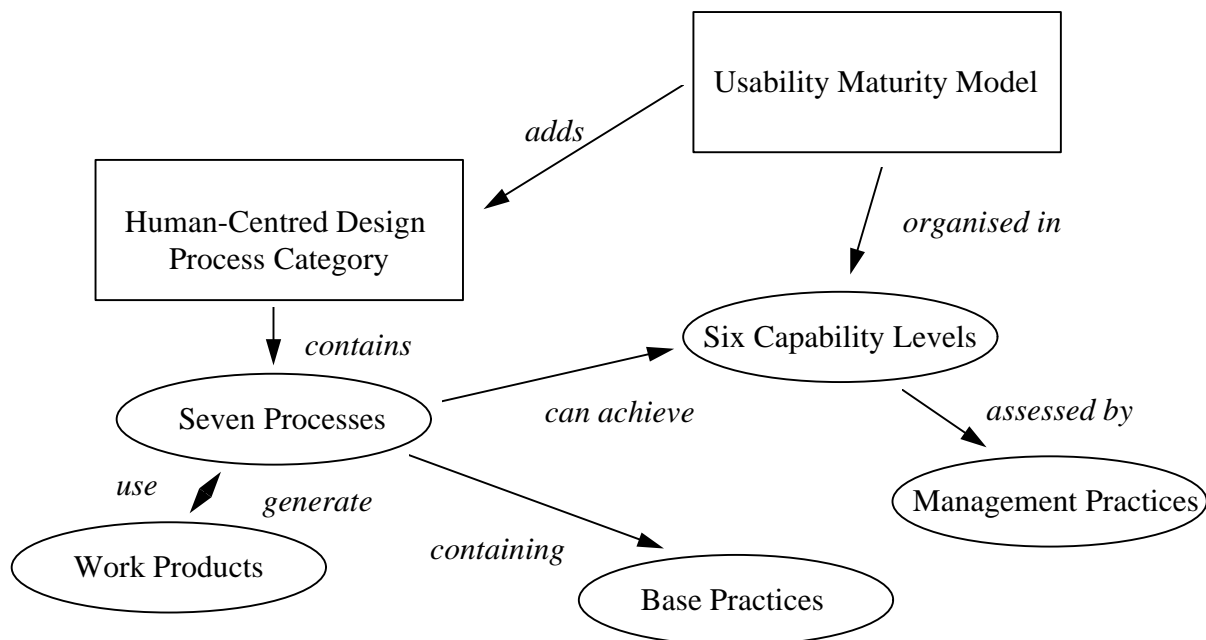 Usability Maturity Model
adds
Human-Centred Design
Process Category
organised in
contains
Six Capability Levels
Seven Processes
can achieve
assessed by
use
generate
Management Practices
containing
Work Products
Base Practices